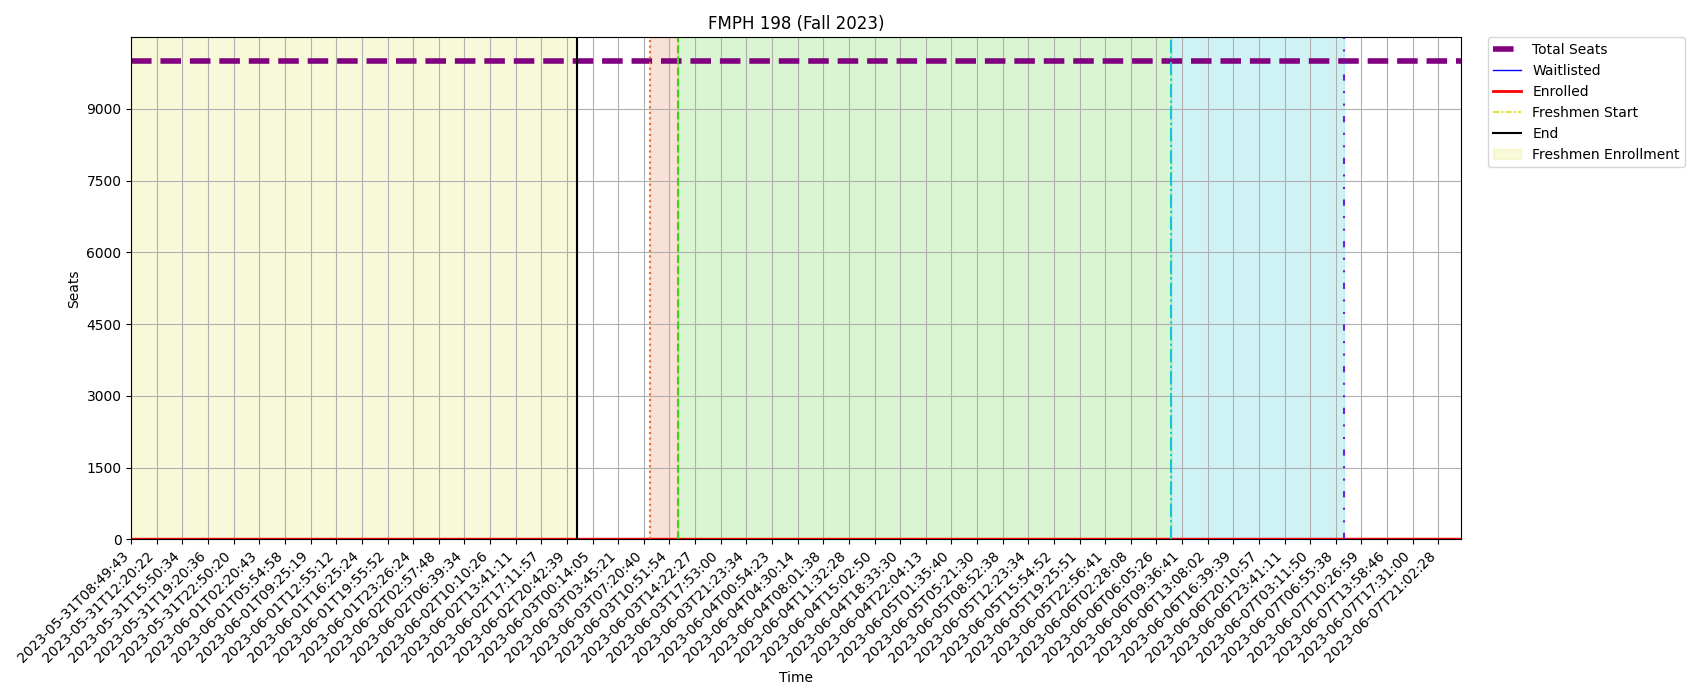 FMPH 198 (Fall 2023)
Total Seats
Waitlisted
Enrolled
Freshmen Start
End
Freshmen Enrollment
Seats
9000
7500
6000
4500
3000
1500
0
2023-05-31T08:49:43
2023-05-31T12:20:22
2023-05-31T15:50:34
2023-05-31T19:20:36
2023-05-31T22:50:20
2023-06-01T02:20:43
2023-06-01T05:54:58
2023-06-01T09:25:19
2023-06-01T12:55:12
2023-06-01T16:25:24
2023-06-01T19:55:52
2023-06-01T23:26:24
2023-06-02T02:57:48
2023-06-02T06:39:34
2023-06-02T10:10:26
2023-06-02T13:41:11
2023-06-02T17:11:57
2023-06-02T20:42:39
2023-06-03T00:14:05
2023-06-03T03:45:21
2023-06-03T07:20:40
2023-06-03T10:51:54
2023-06-03T14:22:27
2023-06-03T17:53:00
2023-06-03T21:23:34
2023-06-04T00:54:23
2023-06-04T04:30:14
2023-06-04T08:01:38
2023-06-04T11:32:28
2023-06-04T15:02:50
2023-06-04T18:33:30
2023-06-04T22:04:13
2023-06-05T01:35:40
2023-06-05T05:21:30
2023-06-05T08:52:38
2023-06-05T12:23:34
2023-06-05T15:54:52
2023-06-05T19:25:51
2023-06-05T22:56:41
2023-06-06T02:28:08
2023-06-06T06:05:26
2023-06-06T09:36:41
2023-06-06T13:08:02
2023-06-06T16:39:39
2023-06-06T20:10:57
2023-06-06T23:41:11
2023-06-07T03:11:50
2023-06-07T06:55:38
2023-06-07T10:26:59
2023-06-07T13:58:46
2023-06-07T17:31:00
2023-06-07T21:02:28
Time